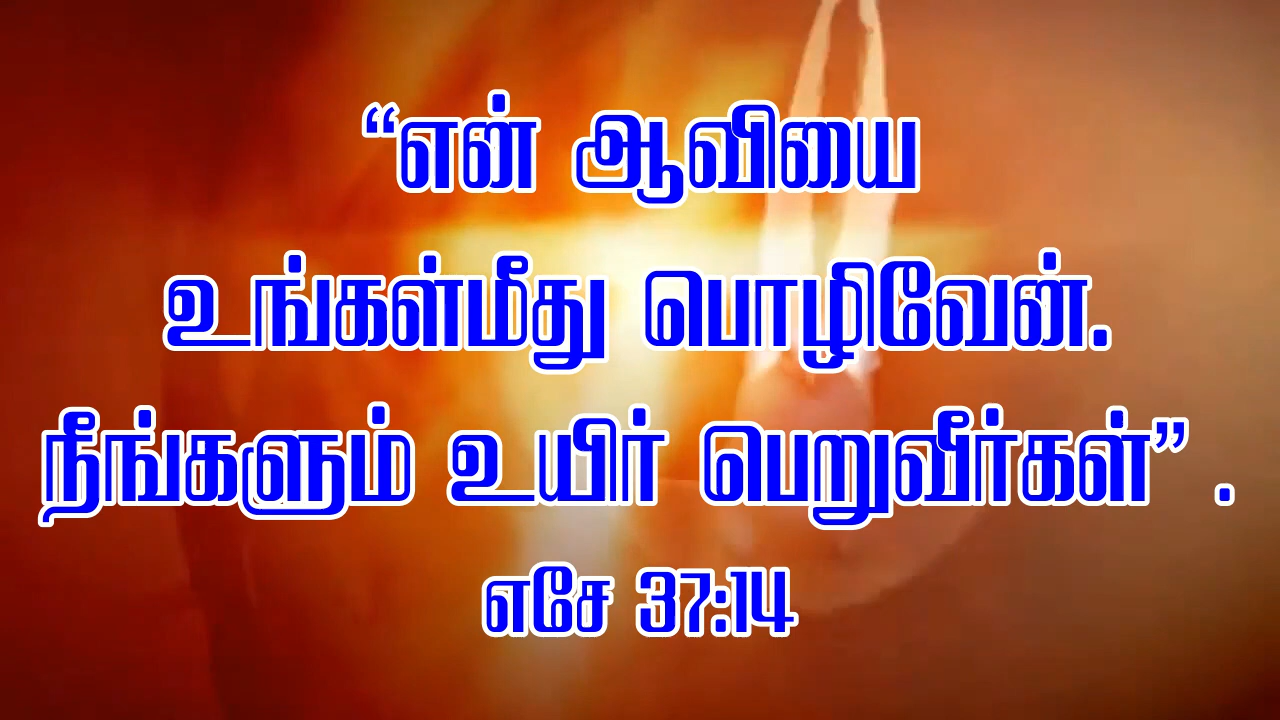 “என் ஆவியை
உங்கள்மீது பொழிவேன்.
நீங்களும் உயிர் பெறுவீர்கள்” .
எசே 37:14